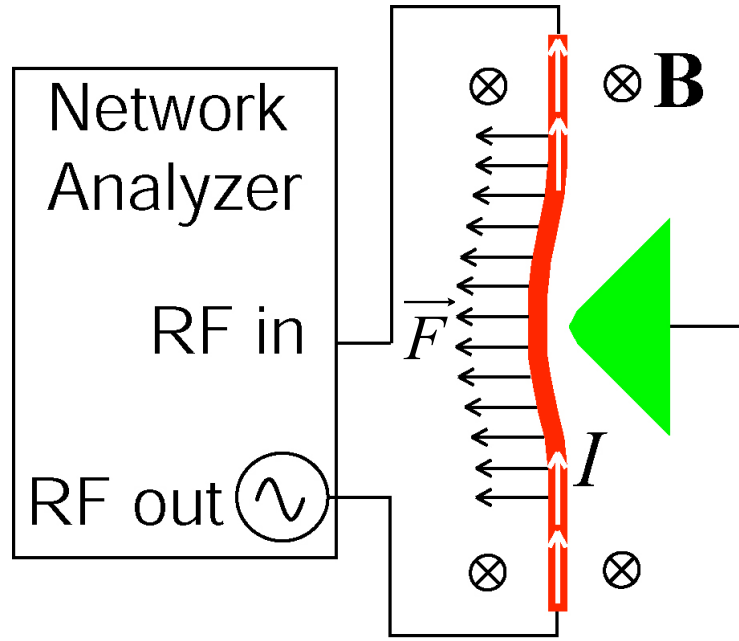 Network
Analyzer
RF in
RF out
F
I
B